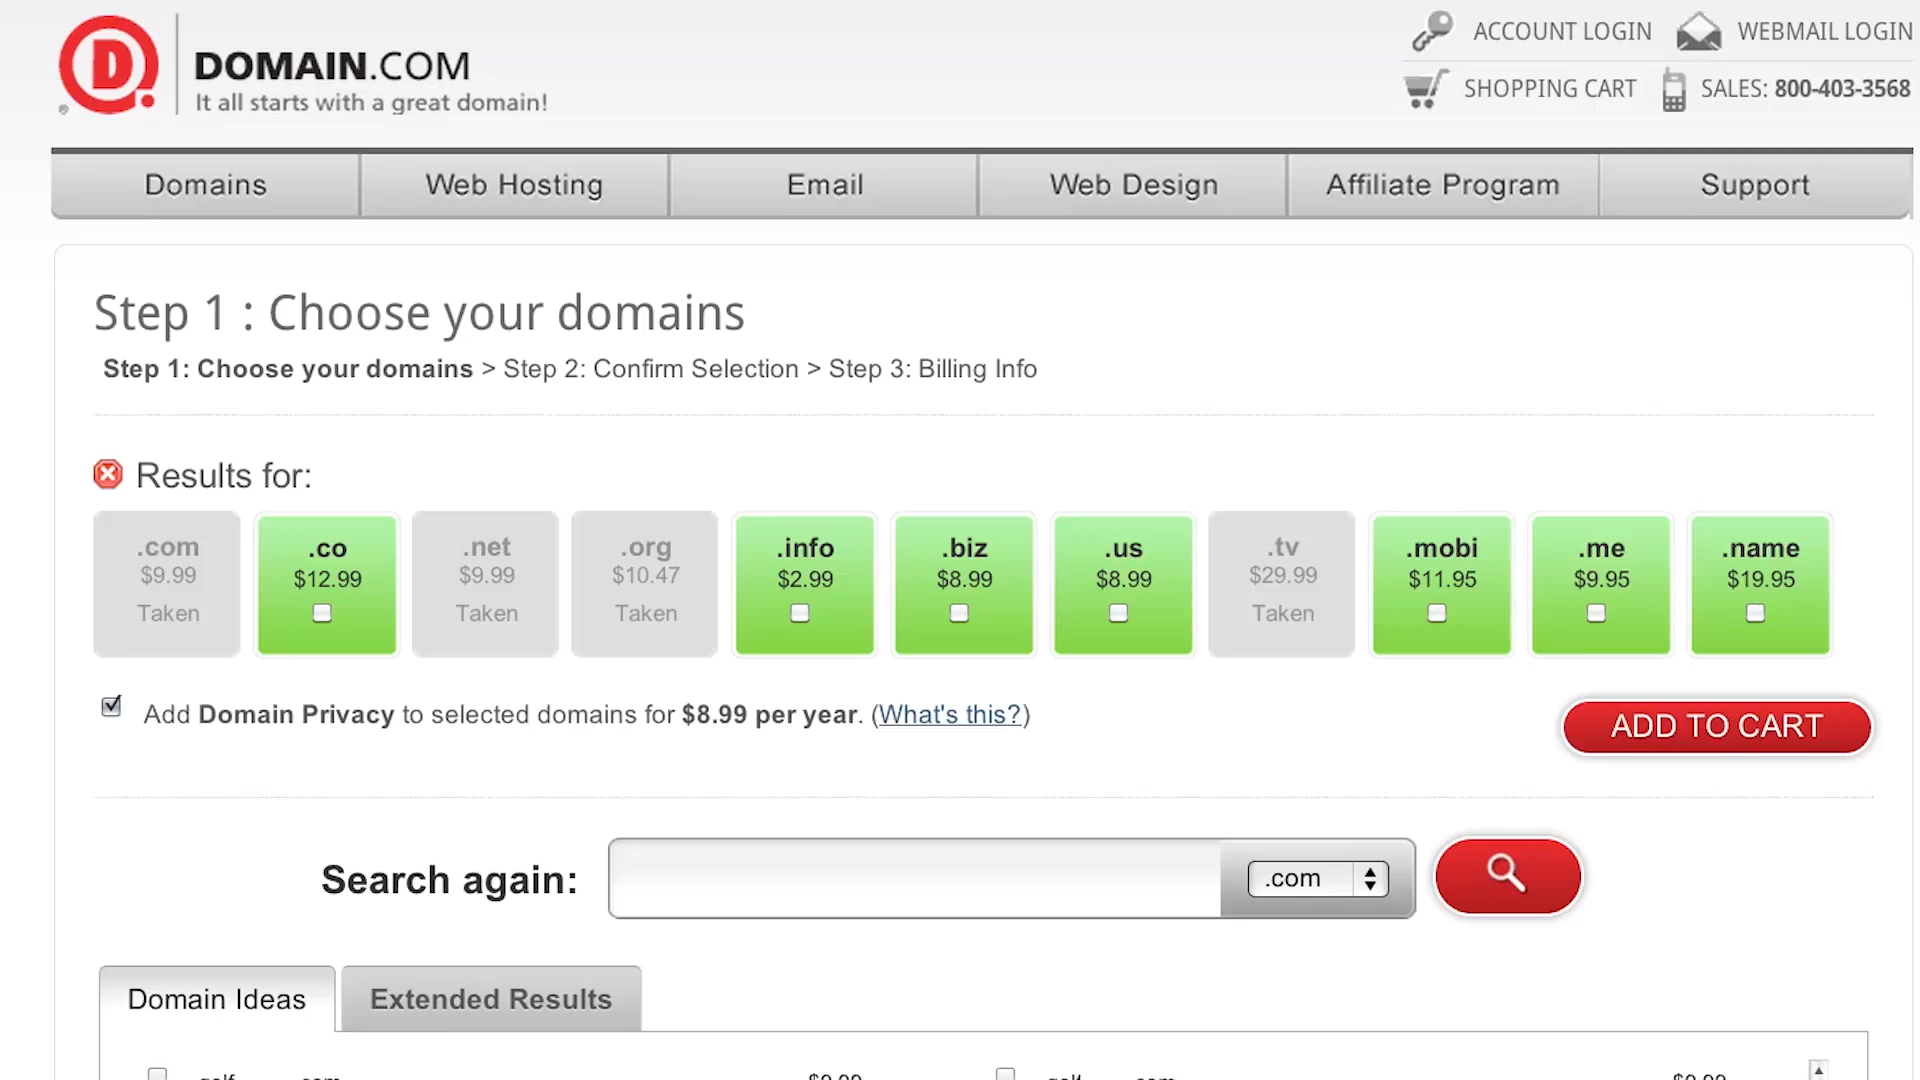 ACCOUNT LOGIN WEBMAIL LOGIN
DOMAIN.COM
It all starts with a great domain!
SHOPPING CART SALES: 800-403-3568
Domains Web Hosting Email Web Design Affiliate Program Support
Step 1 : Choose your domains
Step 1: Choose your domains > Step 2: Confirm Selection > Step 3: Billing Info
Results for:
.com .co .net .org .info .biz .us .tv .mobi .me .name
$9.99 $12.99 $9.99 $10.47 $2.99 $8.99 $8.99 $29.99 $11.95 $9.95 $19.95
Taken Taken Taken Taken
Add Domain Privacy to selected domains for $8.99 per year. (What's this?)
ADD TO CART
Search again: .com
Domain Ideas Extended Results